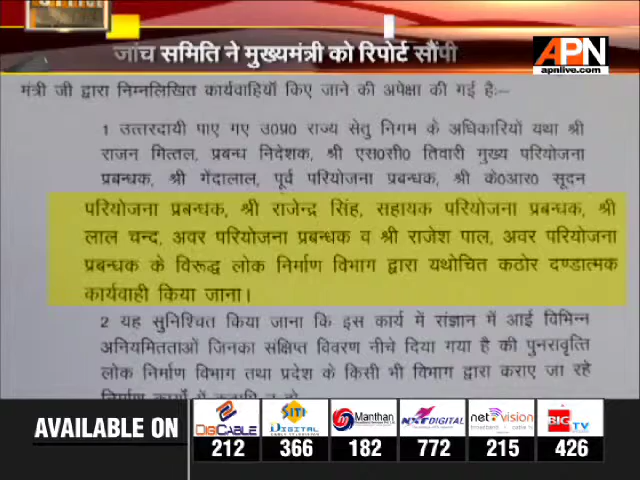 जांच समिति ने मुख्यमंत्री को रिपोर्ट सौंपी
APN
apnlive.com
मंत्री जी द्वारा निम्नलिखित कार्यवाहियाँ किए जाने की अपेक्षा की गई हैः–
1 उत्तरदायी पाए गए उ0प्र0 राज्य सेतु निगम के अधिकारियों यथा श्री
राजन मित्तल, प्रबन्ध निदेशक, श्री एस0सी0 तिवारी मुख्य परियोजना
प्रबन्धक, श्री गेंदालाल, पूर्व परियोजना प्रबन्धक, श्री के0आर0 सूदन
परियोजना प्रबन्धक, श्री राजेन्द्र सिंह, सहायक परियोजना प्रबन्धक, श्री
लाल चन्द, अवर परियोजना प्रबन्धक व श्री राजेश पाल, अवर परियोजना
प्रबन्धक के विरूद्ध लोक निर्माण विभाग द्वारा यथोचित कठोर दण्डात्मक
कार्यवाही किया जाना।
2 यह सुनिश्चित किया जाना कि इस कार्य में संज्ञान में आई विभिन्न
अनियमितताओं जिनका संक्षिप्त विवरण नीचे दिया गया है की पुनरावृत्ति
लोक निर्माण विभाग तथा प्रदेश के किसी भी विभाग द्वारा कराए जा रहे
AVAILABLE ON
DIGICABLE
SITI DIGITAL
Manthan
NXT DIGITAL
net vision
BIG TV
212 366 182 772 215 426